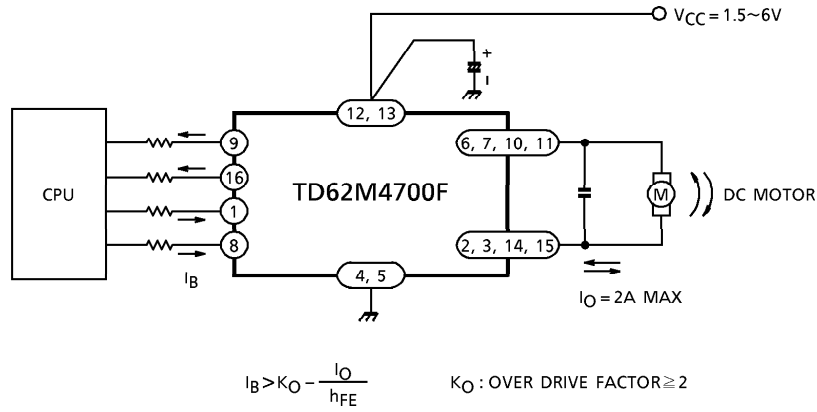 VCC = 1.5~6V
+
-
12, 13
CPU
9
16
1
8
IB
TD62M4700F
6, 7, 10, 11
2, 3, 14, 15
4, 5
M
DC MOTOR
IO = 2A MAX
IB > KO - IO / hFE
KO : OVER DRIVE FACTOR ≧ 2